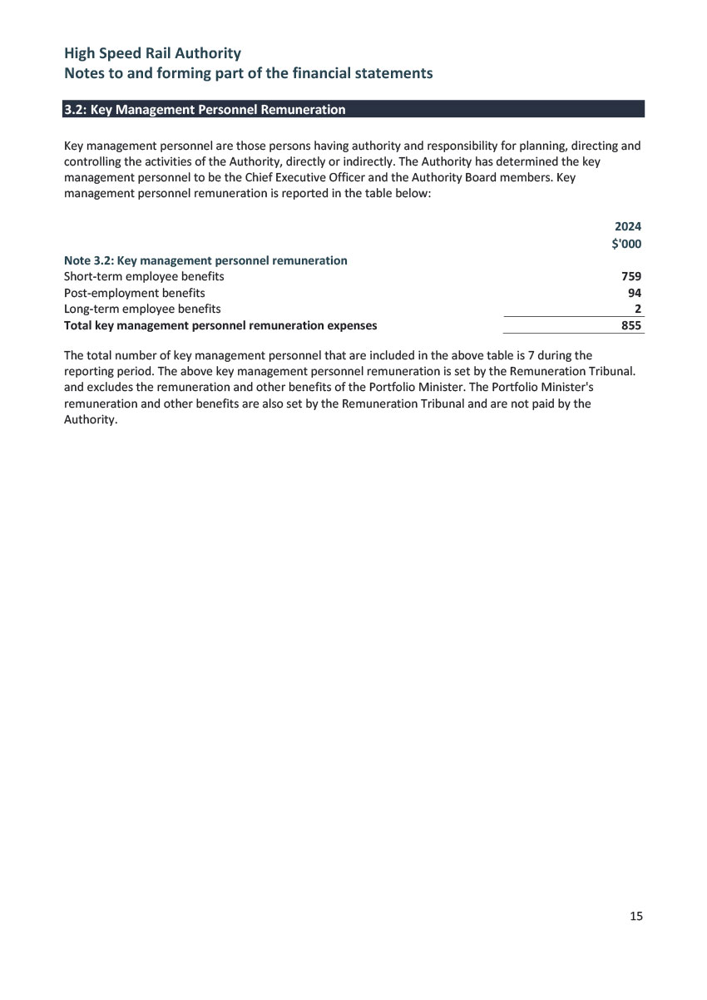 High Speed Rail Authority
Notes to and forming part of the financial statements
3.2: Key Management Personnel Remuneration
Key management personnel are those persons having authority and responsibility for planning, directing and
controlling the activities of the Authority, directly or indirectly. The Authority has determined the key
management personnel to be the Chief Executive Officer and the Authority Board members. Key
management personnel remuneration is reported in the table below:
2024
$'000
Note 3.2: Key management personnel remuneration
Short-term employee benefits 759
Post-employment benefits 94
Long-term employee benefits 2
Total key management personnel remuneration expenses 855
The total number of key management personnel that are included in the above table is 7 during the
reporting period. The above key management personnel remuneration is set by the Remuneration Tribunal.
and excludes the remuneration and other benefits of the Portfolio Minister. The Portfolio Minister's
remuneration and other benefits are also set by the Remuneration Tribunal and are not paid by the
Authority.
15